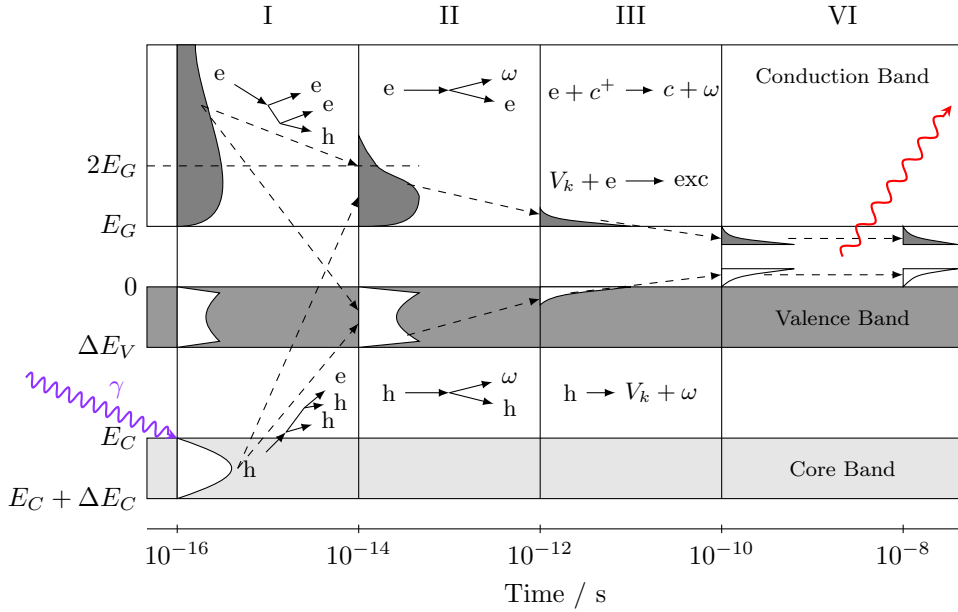 I II III VI
e e e h
e ω e
e + c⁺ → c + ω
Conduction Band
2E_G
V_k + e → exc
E_G
0
Valence Band
ΔE_V
γ
e h h
h ω h
h → V_k + ω
E_C
h
Core Band
E_C + ΔE_C
10⁻¹⁶ 10⁻¹⁴ 10⁻¹² 10⁻¹⁰ 10⁻⁸
Time / s